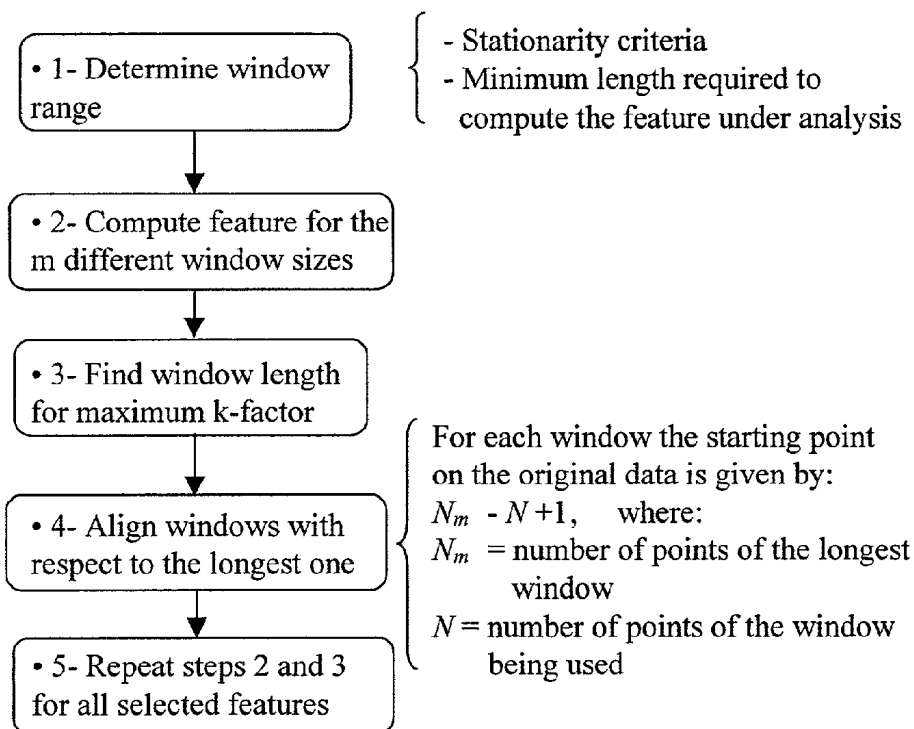 • 1- Determine window
range
- Stationarity criteria
- Minimum length required to
compute the feature under analysis
• 2- Compute feature for the
m different window sizes
• 3- Find window length
for maximum k-factor
• 4- Align windows with
respect to the longest one
For each window the starting point
on the original data is given by:
Nm - N+1, where:
Nm = number of points of the longest
window
N = number of points of the window
being used
• 5- Repeat steps 2 and 3
for all selected features